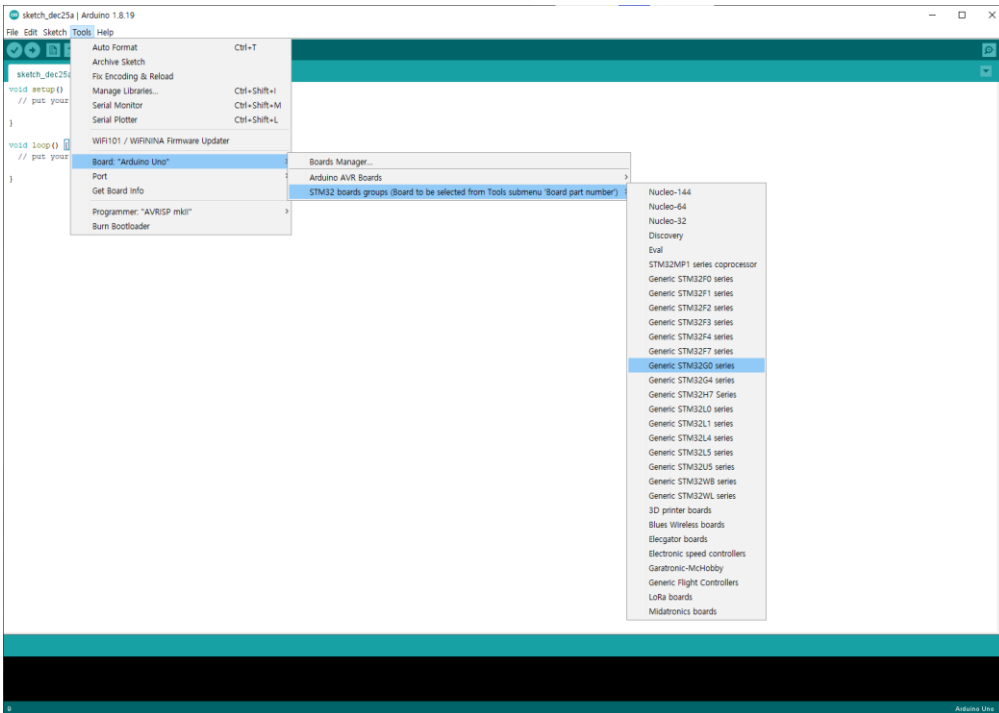 sketch_dec25a | Arduino 1.8.19
File Edit Sketch Tools Help
sketch_dec25a
void setup()
// put your
}
void loop() {
// put your
}
Auto Format Ctrl+T
Archive Sketch
Fix Encoding & Reload
Manage Libraries... Ctrl+Shift+I
Serial Monitor Ctrl+Shift+M
Serial Plotter Ctrl+Shift+L
WiFi101 / WiFiNINA Firmware Updater
Board: "Arduino Uno"
Port
Get Board Info
Programmer: "AVRISP mkII"
Burn Bootloader
Boards Manager...
Arduino AVR Boards
STM32 boards groups (Board to be selected from Tools submenu 'Board part number')
Nucleo-144
Nucleo-64
Nucleo-32
Discovery
Eval
STM32MP1 series coprocessor
Generic STM32F0 series
Generic STM32F1 series
Generic STM32F2 series
Generic STM32F3 series
Generic STM32F4 series
Generic STM32F7 series
Generic STM32G0 series
Generic STM32G4 series
Generic STM32H7 Series
Generic STM32L0 series
Generic STM32L1 series
Generic STM32L4 series
Generic STM32L5 series
Generic STM32U5 series
Generic STM32WB series
Generic STM32WL series
3D printer boards
Blues Wireless boards
Elecgator boards
Electronic speed controllers
Garatronic-McHobby
Generic Flight Controllers
LoRa boards
Midatronics boards
Arduino Uno